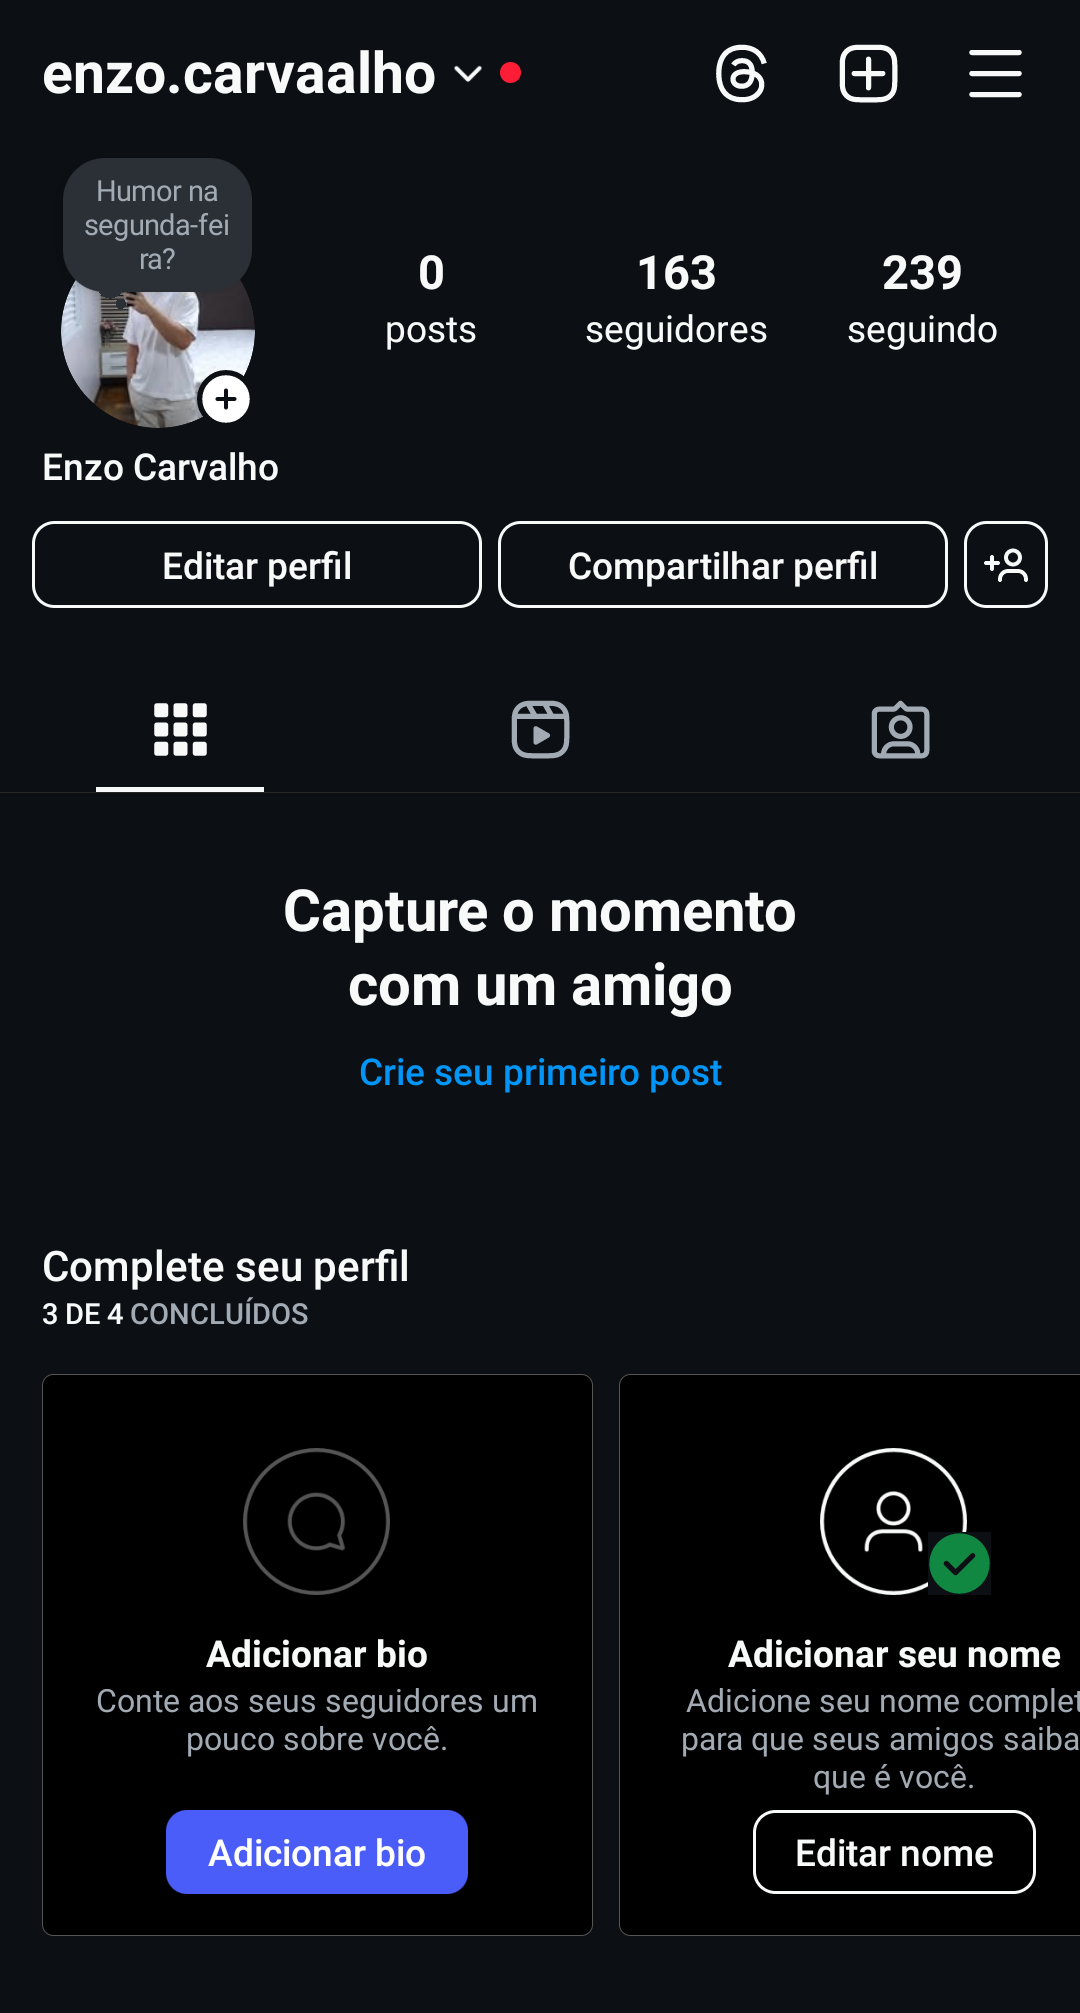 enzo.carvaalho
Humor na
segunda-fei
ra?
0
posts
163
seguidores
239
seguindo
Enzo Carvalho
Editar perfil
Compartilhar perfil
Capture o momento
com um amigo
Crie seu primeiro post
Complete seu perfil
3 DE 4 CONCLUÍDOS
Adicionar bio
Conte aos seus seguidores um
pouco sobre você.
Adicionar bio
Adicionar seu nome
Adicione seu nome complet
para que seus amigos saiba
que é você.
Editar nome